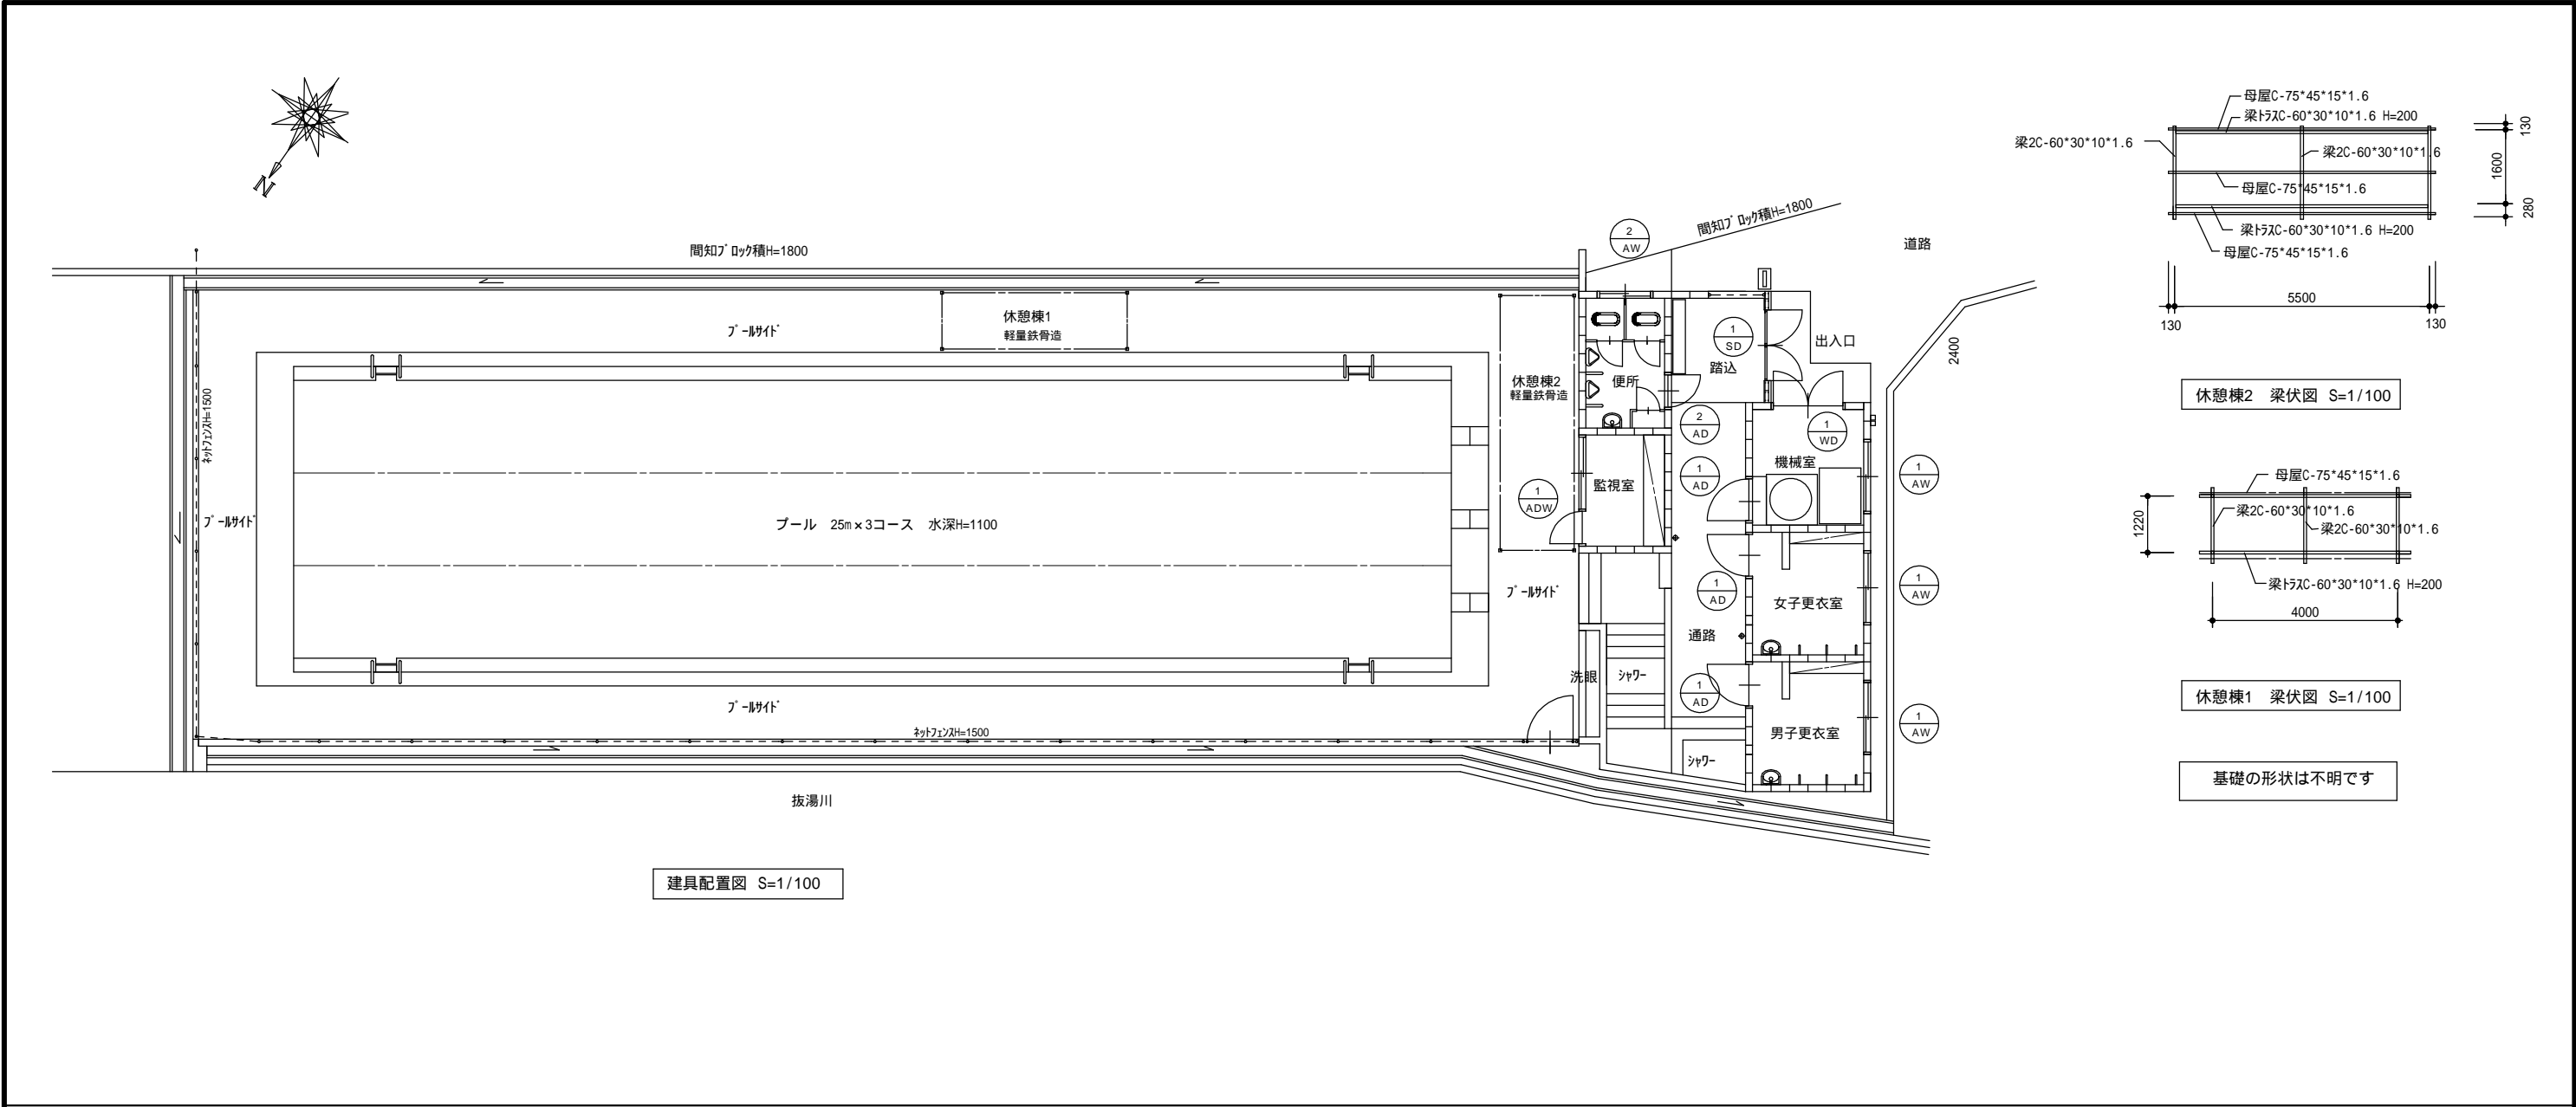 N
間知ブロック積H=1800
プールサイド
休憩棟1
軽量鉄骨造
ネットフェンスH=1500
プールサイド
プール 25m×3コース 水深H=1100
プールサイド
ネットフェンスH=1500
抜湯川
建具配置図 S=1/100
休憩棟2
軽量鉄骨造
プールサイド
1
ADW
2
AW
間知ブロック積H=1800
道路
1
SD
踏込
出入口
便所
2
AD
1
WD
機械室
1
AD
監視室
1
AW
2400
1
AD
女子更衣室
1
AW
通路
洗眼
シャワー
1
AD
男子更衣室
1
AW
シャワー
母屋C-75*45*15*1.6
梁トラスC-60*30*10*1.6 H=200
梁2C-60*30*10*1.6
梁2C-60*30*10*1.6
母屋C-75*45*15*1.6
梁トラスC-60*30*10*1.6 H=200
母屋C-75*45*15*1.6
130
1600
280
5500
130
130
休憩棟2 梁伏図 S=1/100
母屋C-75*45*15*1.6
梁2C-60*30*10*1.6
梁2C-60*30*10*1.6
1220
梁トラスC-60*30*10*1.6 H=200
4000
休憩棟1 梁伏図 S=1/100
基礎の形状は不明です